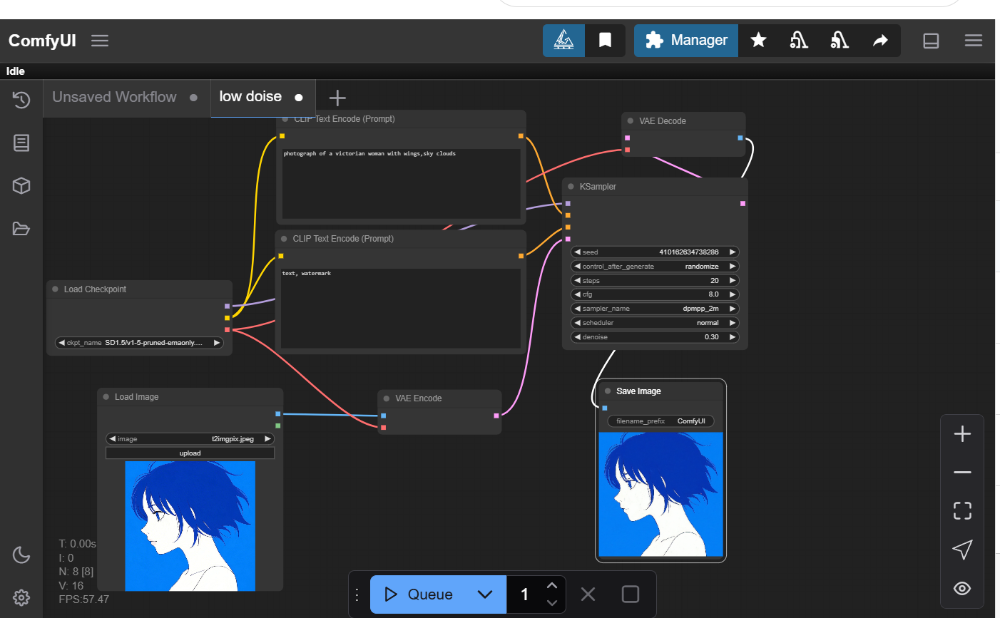 ComfyUI
Manager
Idle
Unsaved Workflow
low doise
CLIP Text Encode (Prompt)
photograph of a victorian woman with wings,sky clouds
VAE Decode
KSampler
seed 410162634738286
control_after_generate randomize
steps 20
cfg 8.0
sampler_name dpmpp_2m
scheduler normal
denoise 0.30
CLIP Text Encode (Prompt)
text, watermark
Load Checkpoint
ckpt_name SD1.5/v1-5-pruned-emaonly....
Load Image
image t2imgpix.jpeg
upload
VAE Encode
Save Image
filename_prefix ComfyUI
T: 0.00s
I: 0
N: 8 [8]
V: 16
FPS:57.47
Queue
1